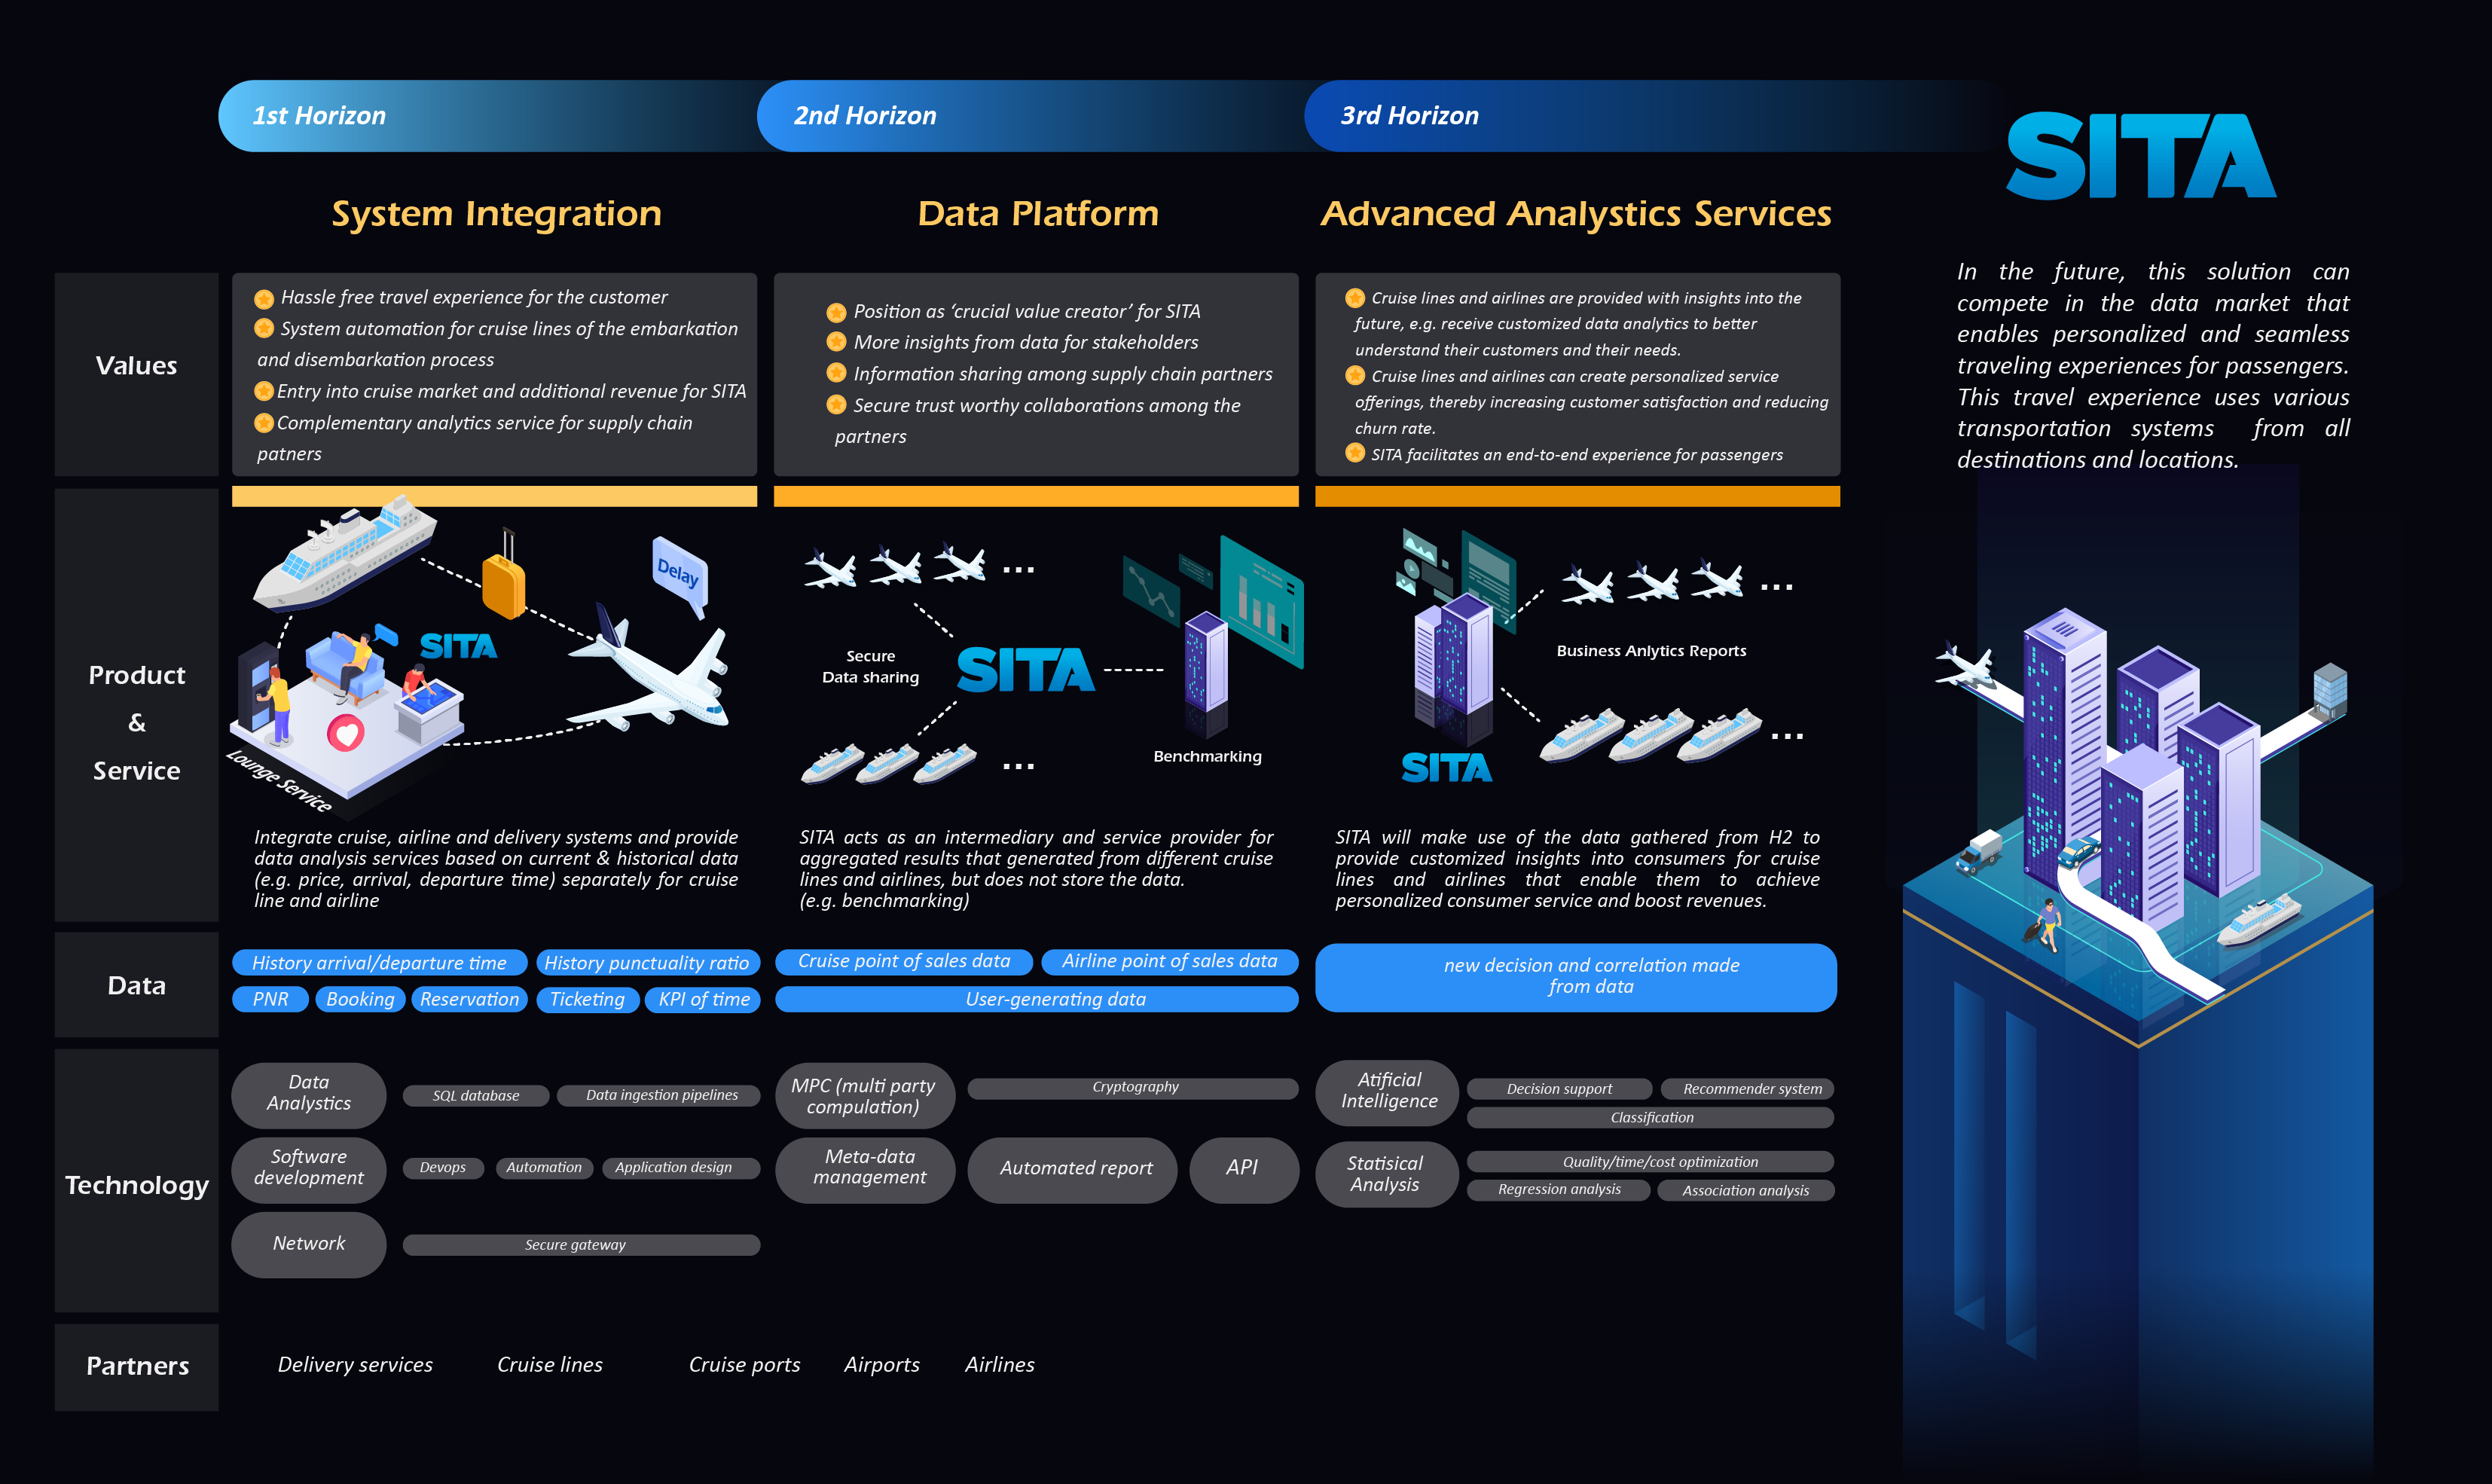 1st Horizon
2nd Horizon
3rd Horizon
SITA
System Integration
Data Platform
Advanced Analystics Services
In the future, this solution can
compete in the data market that
enables personalized and seamless
traveling experiences for passengers.
This travel experience uses various
transportation systems from all
destinations and locations.
Values
Hassle free travel experience for the customer
System automation for cruise lines of the embarkation
and disembarkation process
Entry into cruise market and additional revenue for SITA
Complementary analytics service for supply chain
patners
Position as ‘crucial value creator’ for SITA
More insights from data for stakeholders
Information sharing among supply chain partners
Secure trust worthy collaborations among the
partners
Cruise lines and airlines are provided with insights into the
future, e.g. receive customized data analytics to better
understand their customers and their needs.
Cruise lines and airlines can create personalized service
offerings, thereby increasing customer satisfaction and reducing
churn rate.
SITA facilitates an end-to-end experience for passengers
Product
&
Service
Delay
SITA
Lounge Service
Integrate cruise, airline and delivery systems and provide
data analysis services based on current & historical data
(e.g. price, arrival, departure time) separately for cruise
line and airline
...
Secure
Data sharing
SITA
...
Benchmarking
SITA acts as an intermediary and service provider for
aggregated results that generated from different cruise
lines and airlines, but does not store the data.
(e.g. benchmarking)
...
Business Anlytics Reports
...
SITA
SITA will make use of the data gathered from H2 to
provide customized insights into consumers for cruise
lines and airlines that enable them to achieve
personalized consumer service and boost revenues.
Data
History arrival/departure time
History punctuality ratio
PNR
Booking
Reservation
Ticketing
KPI of time
Cruise point of sales data
Airline point of sales data
User-generating data
new decision and correlation made
from data
Technology
Data
Analystics
SQL database
Data ingestion pipelines
Software
development
Devops
Automation
Application design
Network
Secure gateway
MPC (multi party
compulation)
Cryptography
Meta-data
management
Automated report
API
Atificial
Intelligence
Decision support
Recommender system
Classification
Statisical
Analysis
Quality/time/cost optimization
Regression analysis
Association analysis
Partners
Delivery services
Cruise lines
Cruise ports
Airports
Airlines